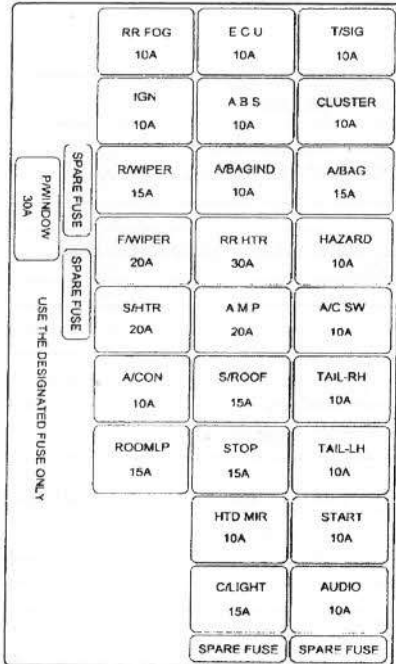 RR FOG
10A
E C U
10A
T/SIG
10A
IGN
10A
A B S
10A
CLUSTER
10A
R/WIPER
15A
A/BAGIND
10A
A/BAG
15A
F/WIPER
20A
RR HTR
30A
HAZARD
10A
S/HTR
20A
A M P
20A
A/C SW
10A
A/CON
10A
S/ROOF
15A
TAIL-RH
10A
ROOMLP
15A
STOP
15A
TAIL-LH
10A
HTD MIR
10A
START
10A
C/LIGHT
15A
AUDIO
10A
SPARE FUSE
SPARE FUSE
SPARE FUSE
SPARE FUSE
P/WINDOW
30A
USE THE DESIGNATED FUSE ONLY